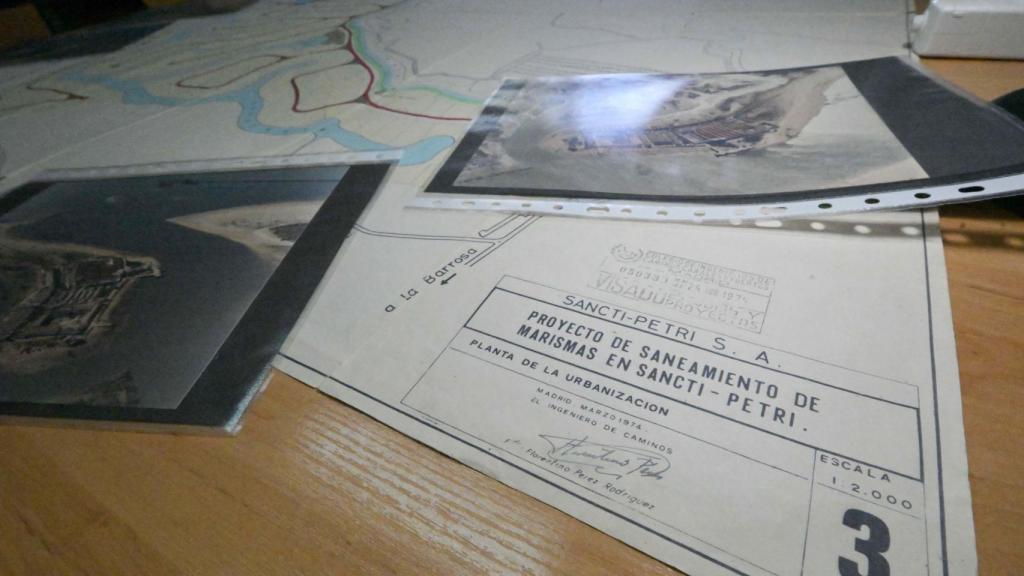 a La Barrosa
VISADO
SANCTI-PETRI S. A.
PROYECTO DE SANEAMIENTO DE
MARISMAS EN SANCTI-PETRI.
PLANTA DE LA URBANIZACION
MADRID MARZO 1974.
EL INGENIERO DE CAMINOS
Florentino Perez Rodriguez
ESCALA
1:2.000
3